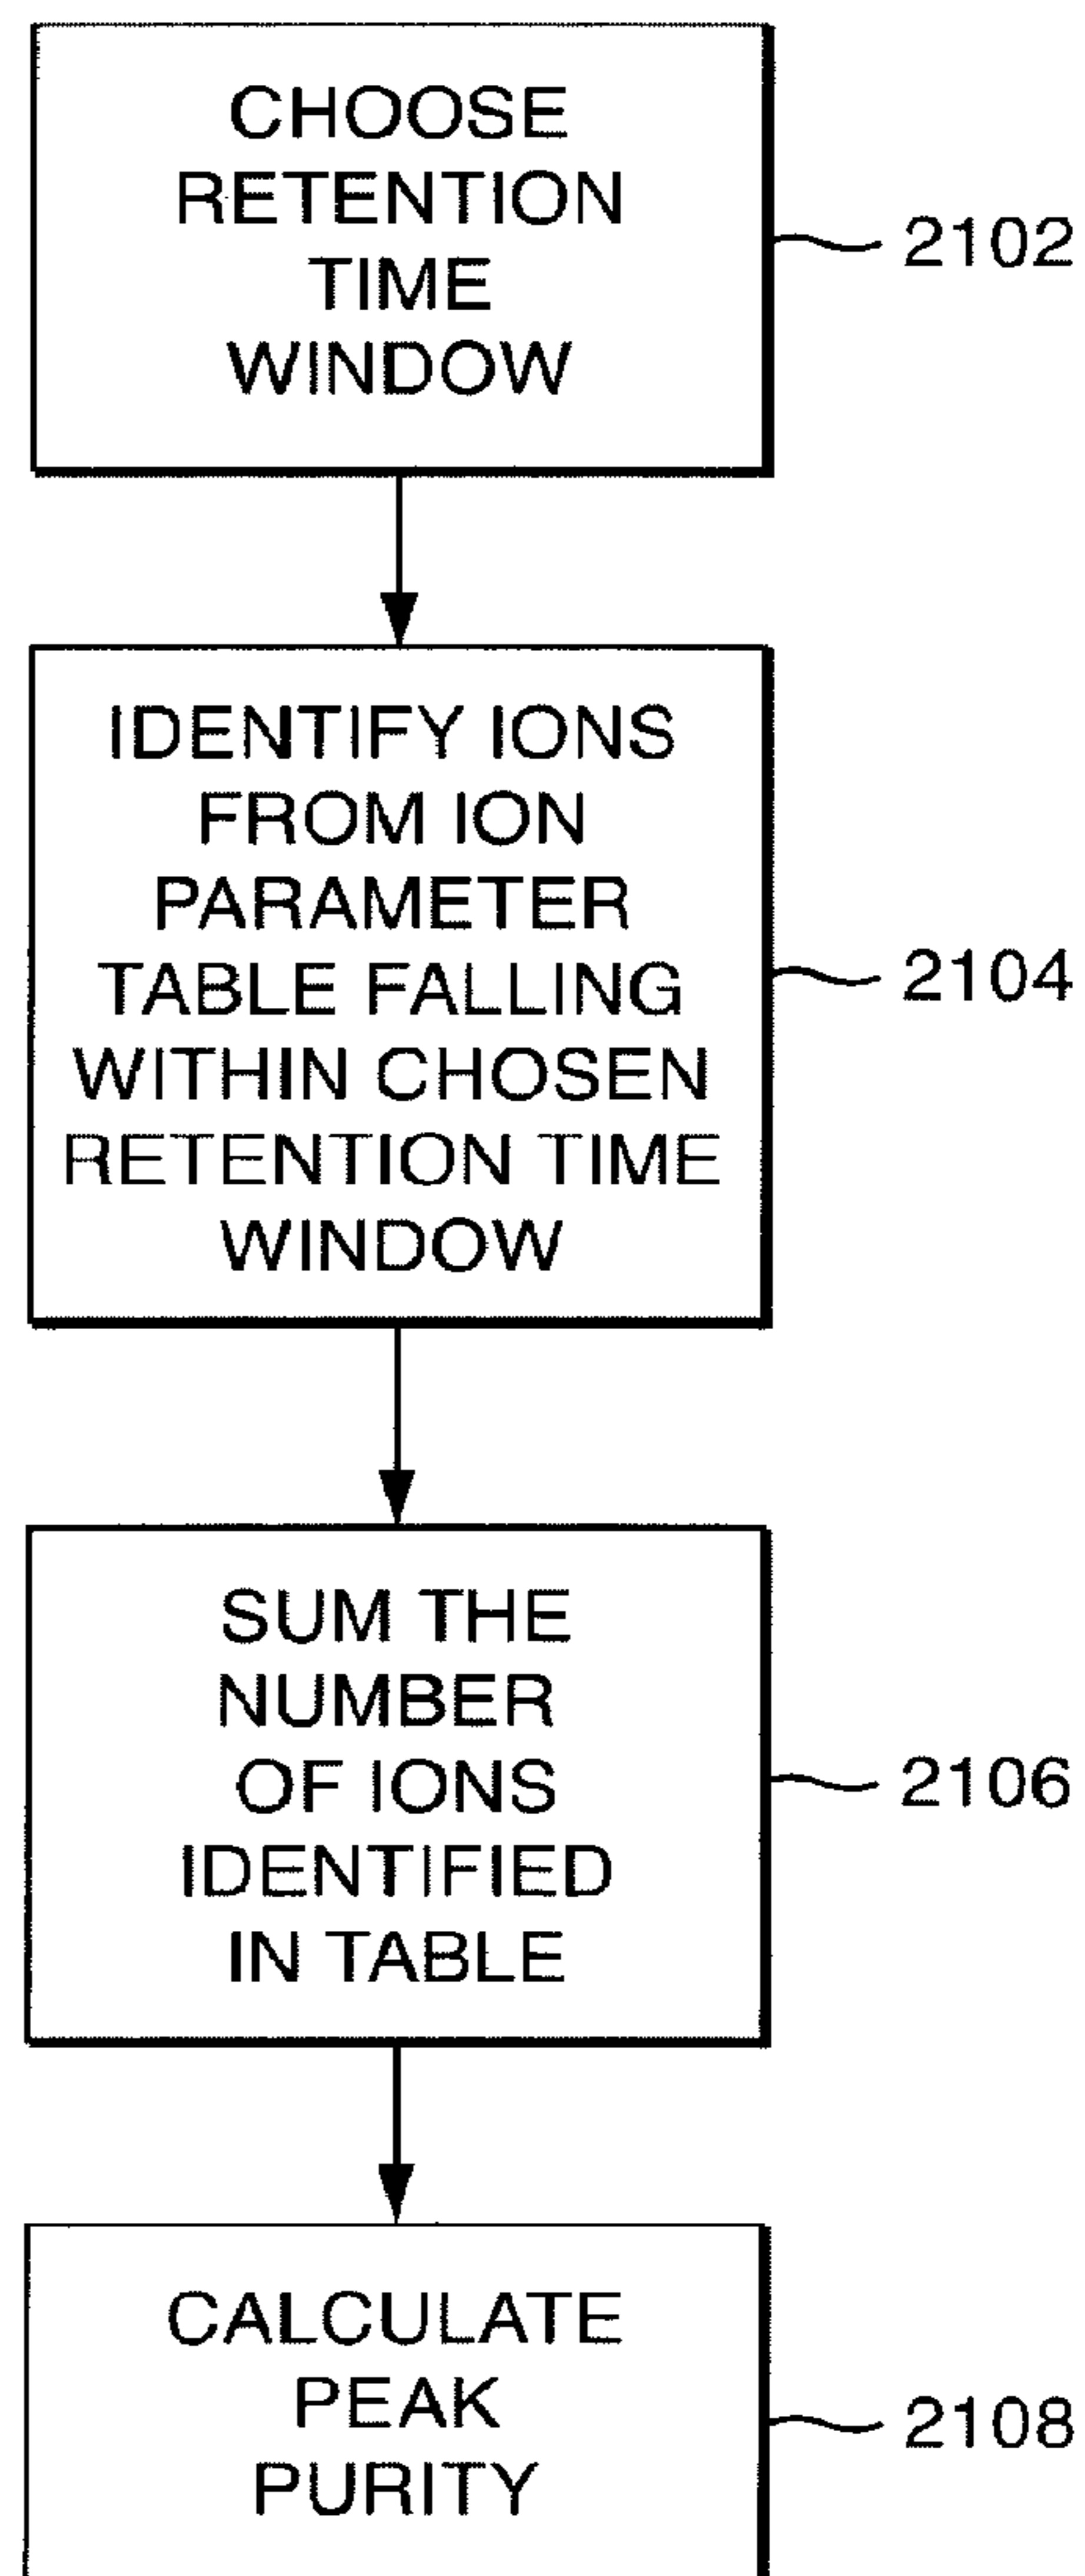 CHOOSE
RETENTION
TIME
WINDOW
2102
IDENTIFY IONS
FROM ION
PARAMETER
TABLE FALLING
WITHIN CHOSEN
RETENTION TIME
WINDOW
2104
SUM THE
NUMBER
OF IONS
IDENTIFIED
IN TABLE
2106
CALCULATE
PEAK
PURITY
2108